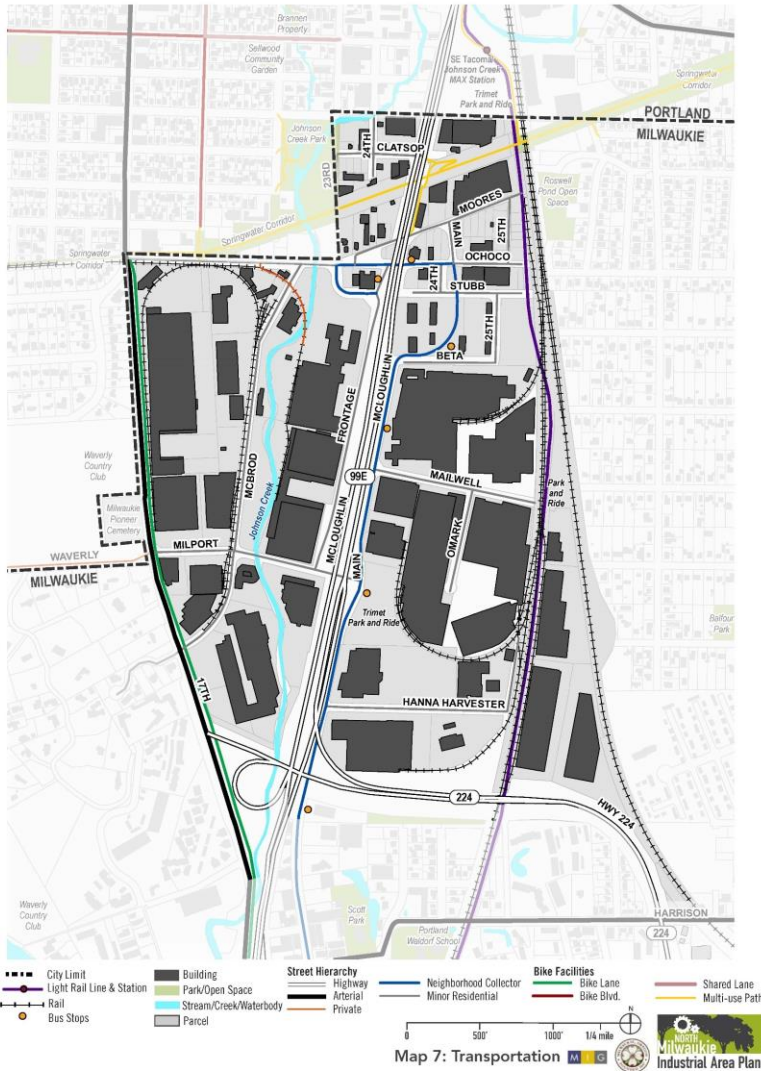 Brannen
Property
Sellwood
Community
Garden
SE Tacoma
Johnson Creek
MAX Station
Trimet
Park and Ride
Springwater
Corridor
PORTLAND
MILWAUKIE
Johnson
Creek Park
24TH
CLATSOP
23RD
Roswell
Pond Open
Space
MOORES
MAIN
25TH
Springwater Corridor
Springwater
Corridor
OCHOCO
24TH
STUBB
25TH
BETA
MCLOUGHLIN
FRONTAGE
MCBROD
Waverly
Country
Club
99E
MAILWELL
Park
and
Ride
Johnson Creek
OMARK
Milwaukie
Pioneer
Cemetery
MILPORT
MCLOUGHLIN
MAIN
WAVERLY
MILWAUKIE
Trimet
Park and Ride
Balfour
Park
17TH
HANNA HARVESTER
224
HWY 224
Waverly
Country
Club
Scott
Park
Portland
Waldorf School
HARRISON
224
City Limit
Light Rail Line & Station
Rail
Bus Stops
Building
Park/Open Space
Stream/Creek/Waterbody
Parcel
Street Hierarchy
Highway
Arterial
Private
Neighborhood Collector
Minor Residential
Bike Facilities
Bike Lane
Bike Blvd.
Shared Lane
Multi-use Path
0 500' 1000' 1/4 mile
N
Map 7: Transportation
M I G
NORTH
Milwaukie
Industrial Area Plan